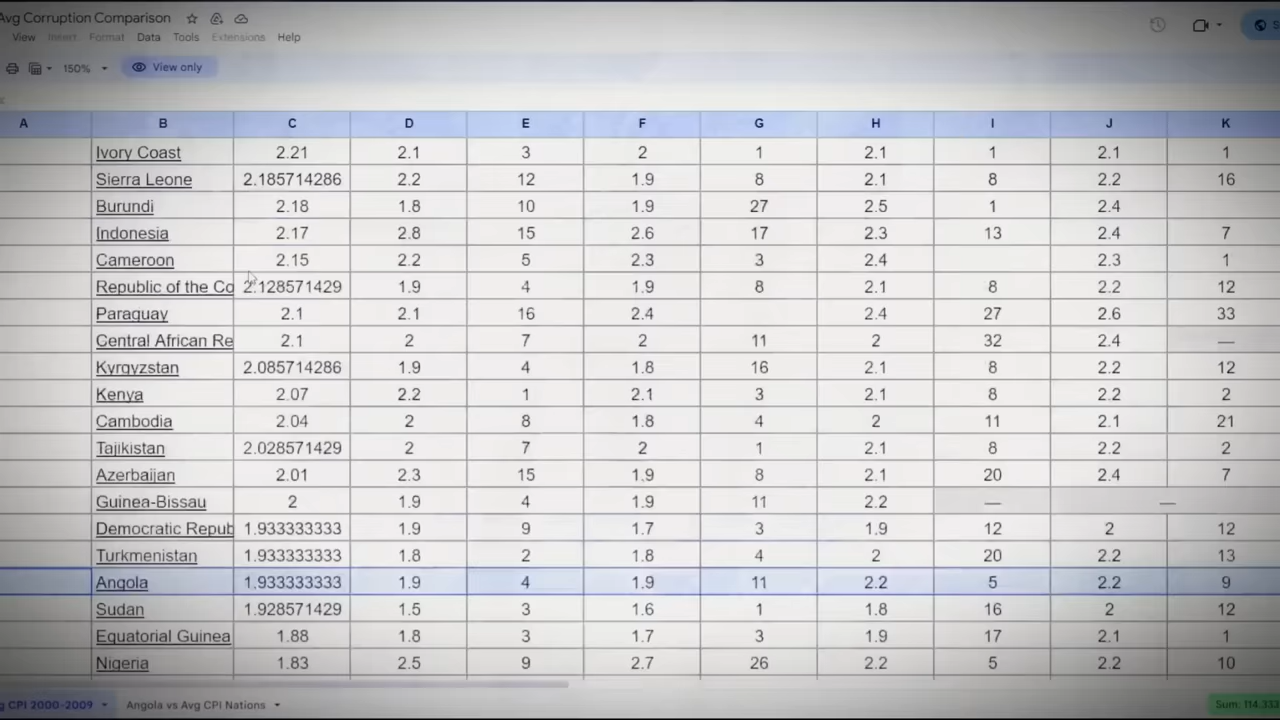 Avg Corruption Comparison
View Insert Format Data Tools Extensions Help
150% View only
A B C D E F G H I J K
Ivory Coast 2.21 2.1 3 2 1 2.1 1 2.1 1
Sierra Leone 2.185714286 2.2 12 1.9 8 2.1 8 2.2 16
Burundi 2.18 1.8 10 1.9 27 2.5 1 2.4
Indonesia 2.17 2.8 15 2.6 17 2.3 13 2.4 7
Cameroon 2.15 2.2 5 2.3 3 2.4 2.3 1
Republic of the Co 2.128571429 1.9 4 1.9 8 2.1 8 2.2 12
Paraguay 2.1 2.1 16 2.4 2.4 27 2.6 33
Central African Re 2.1 2 7 2 11 2 32 2.4 —
Kyrgyzstan 2.085714286 1.9 4 1.8 16 2.1 8 2.2 12
Kenya 2.07 2.2 1 2.1 3 2.1 8 2.2 2
Cambodia 2.04 2 8 1.8 4 2 11 2.1 21
Tajikistan 2.028571429 2 7 2 1 2.1 8 2.2 2
Azerbaijan 2.01 2.3 15 1.9 8 2.1 20 2.4 7
Guinea-Bissau 2 1.9 4 1.9 11 2.2 — —
Democratic Repub 1.933333333 1.9 9 1.7 3 1.9 12 2 12
Turkmenistan 1.933333333 1.8 2 1.8 4 2 20 2.2 13
Angola 1.933333333 1.9 4 1.9 11 2.2 5 2.2 9
Sudan 1.928571429 1.5 3 1.6 1 1.8 16 2 12
Equatorial Guinea 1.88 1.8 3 1.7 3 1.9 17 2.1 1
Nigeria 1.83 2.5 9 2.7 26 2.2 5 2.2 10
g CPI 2000-2009 Angola vs Avg CPI Nations Sum: 114.333